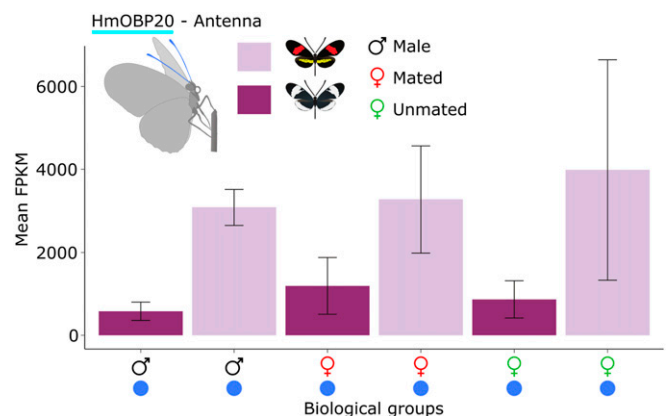 HmOBP20 - Antenna
♂ Male
♀ Mated
♀ Unmated
Mean FPKM
6000
4000
2000
0
♂ ♂ ♀ ♀ ♀ ♀
Biological groups